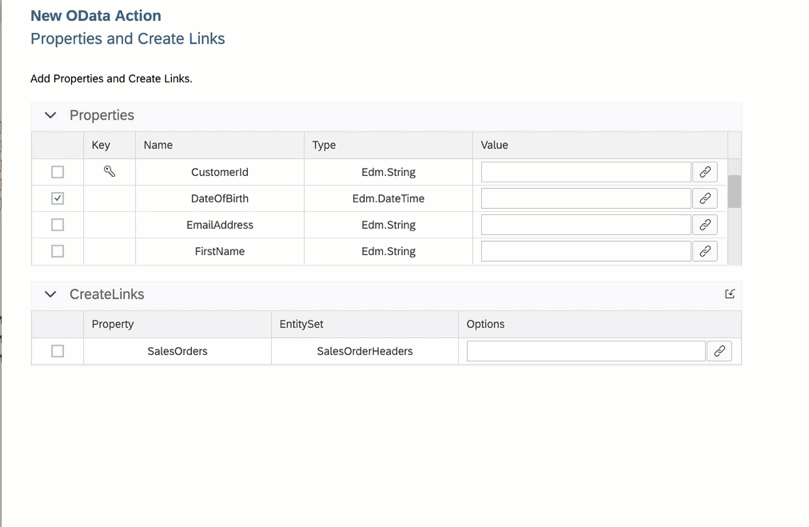 New OData Action
Properties and Create Links
Add Properties and Create Links.
Properties
Key Name Type Value
CustomerId Edm.String
DateOfBirth Edm.DateTime
EmailAddress Edm.String
FirstName Edm.String
CreateLinks
Property EntitySet Options
SalesOrders SalesOrderHeaders